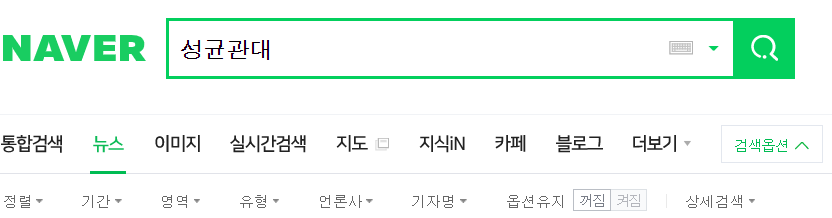 NAVER 성균관대
통합검색 뉴스 이미지 실시간검색 지도 지식iN 카페 블로그 더보기 검색옵션
정렬 기간 영역 유형 언론사 기자명 옵션유지 꺼짐 켜짐 상세검색